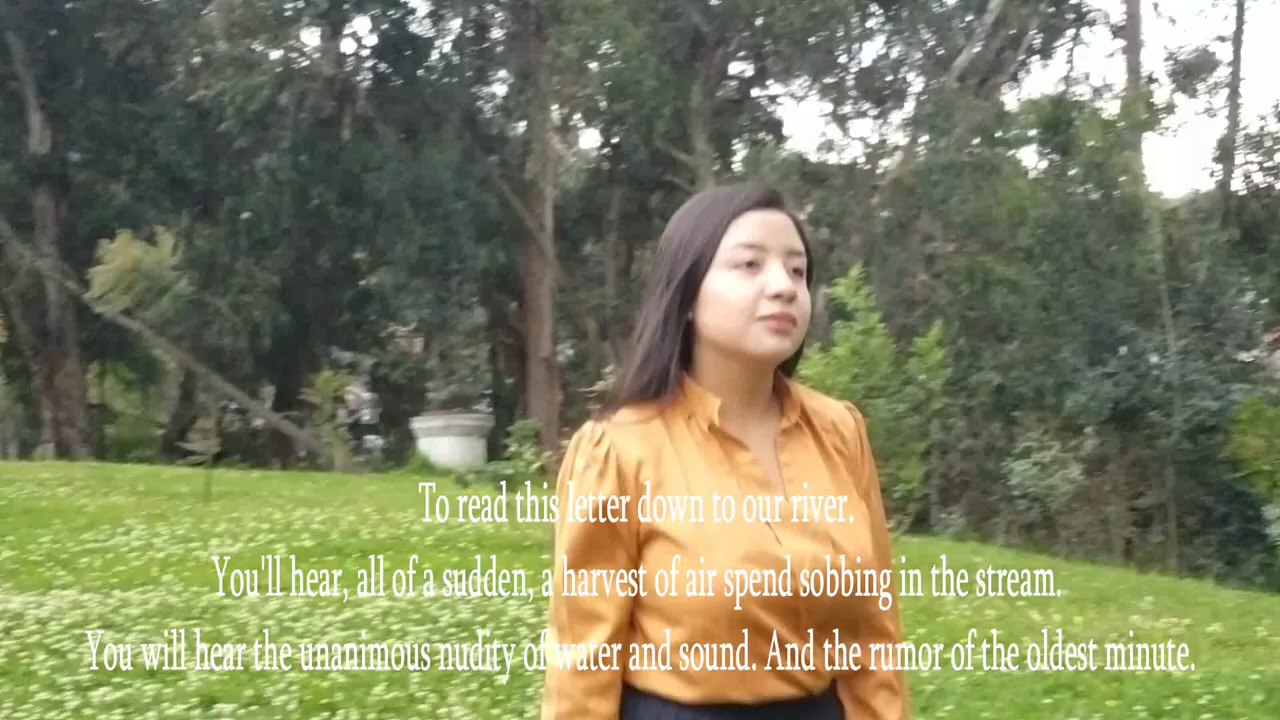 To read this letter down to our river.
You'll hear, all of a sudden, a harvest of air spend sobbing in the stream.
You will hear the unanimous nudity of water and sound. And the rumor of the oldest minute.